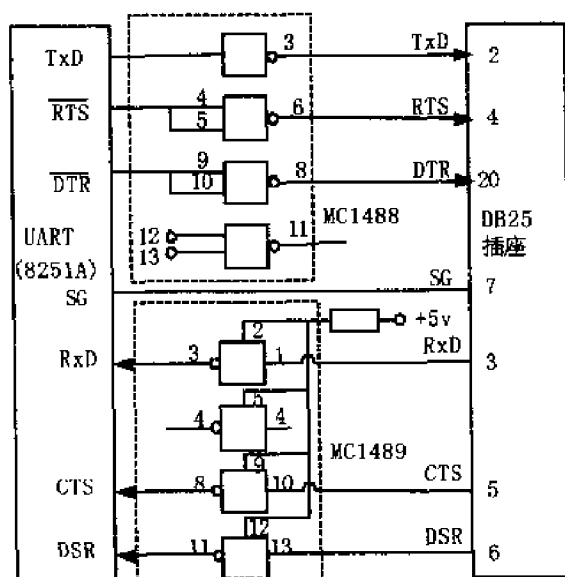 TxD 3 TxD 2
RTS 4 5 6 RTS 4
DTR 9 10 8 DTR 20
12 13 11 MC1488
UART
(8251A)
DB25
插座
SG SG 7
2 +5v
RxD 3 1 RxD 3
5
4 4
MC1489
9
CTS 8 10 CTS 5
12
DSR 11 13 DSR 6